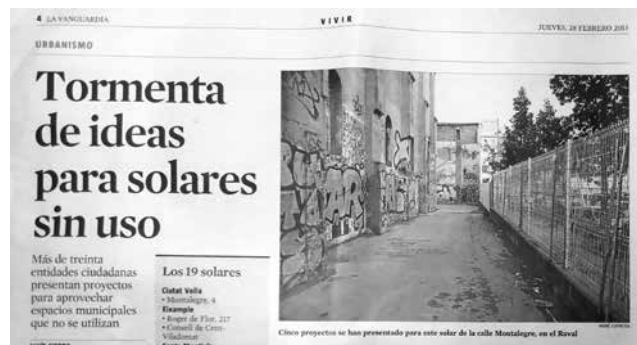 4 LA VANGUARDIA
VIVIR
JUEVES, 28 FEBRERO 2013
URBANISMO
Tormenta
de ideas
para solares
sin uso
Más de treinta
entidades ciudadanas
presentan proyectos
para aprovechar
espacios municipales
que no se utilizan
Los 19 solares
Ciutat Vella
• Montalegre, 4
Eixample
• Roger de Flor, 217
• Consell de Cent-
Viladomat
Cinco proyectos se han presentado para este solar de la calle Montalegre, en el Raval